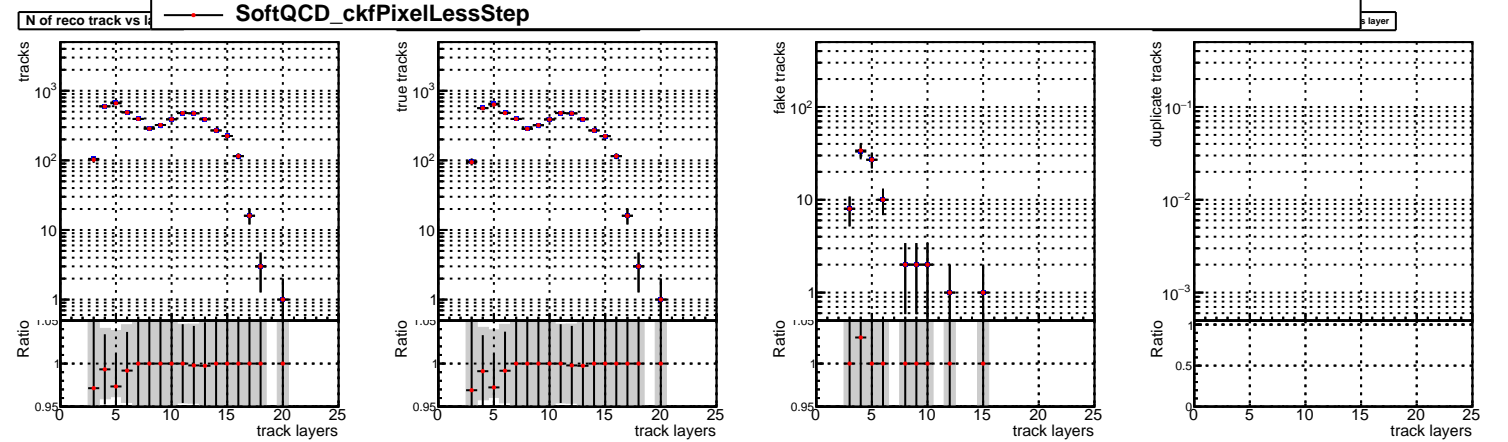 SoftQCD_ckfPixelLessStep
N of reco track vs la
s layer
tracks
10³
10²
10
1
Ratio
1.05
1
0.95
0 5 10 15 20 25
track layers
true tracks
10³
10²
10
1
Ratio
1.05
1
0.95
0 5 10 15 20 25
track layers
fake tracks
10²
10
1
Ratio
1.05
1
0.95
0 5 10 15 20 25
track layers
duplicate tracks
10⁻¹
10⁻²
10⁻³
Ratio
1
0.5
0
0 5 10 15 20 25
track layers